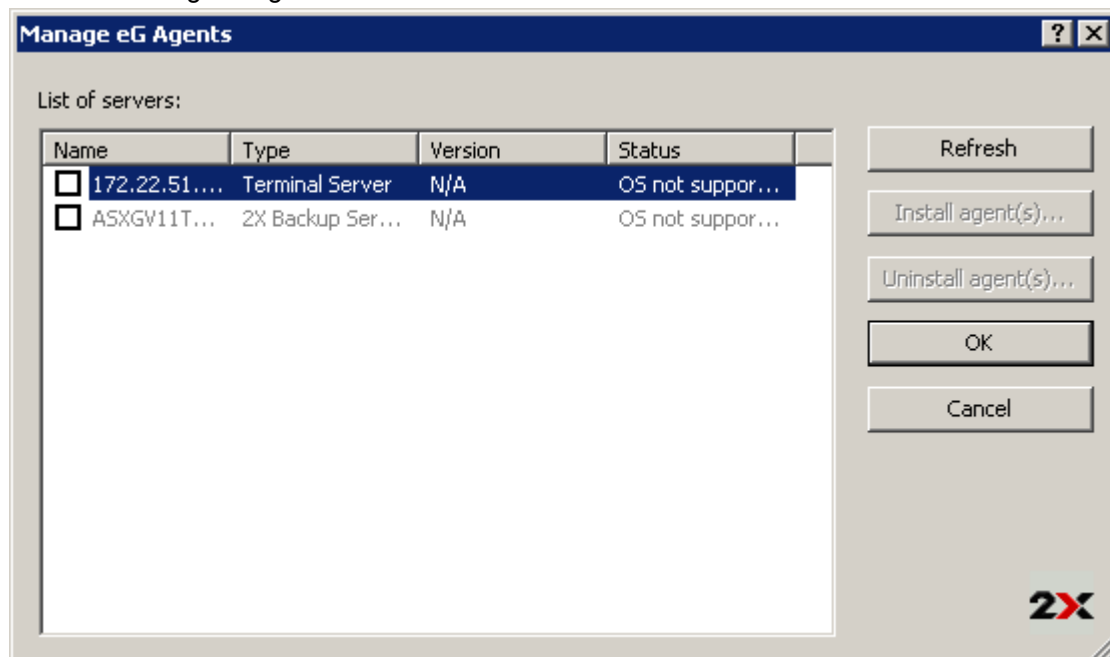 Manage eG Agents
List of servers:
Name Type Version Status
172.22.51.... Terminal Server N/A OS not suppor...
ASXGV11T... 2X Backup Ser... N/A OS not suppor...
Refresh
Install agent(s)...
Uninstall agent(s)...
OK
Cancel
2X